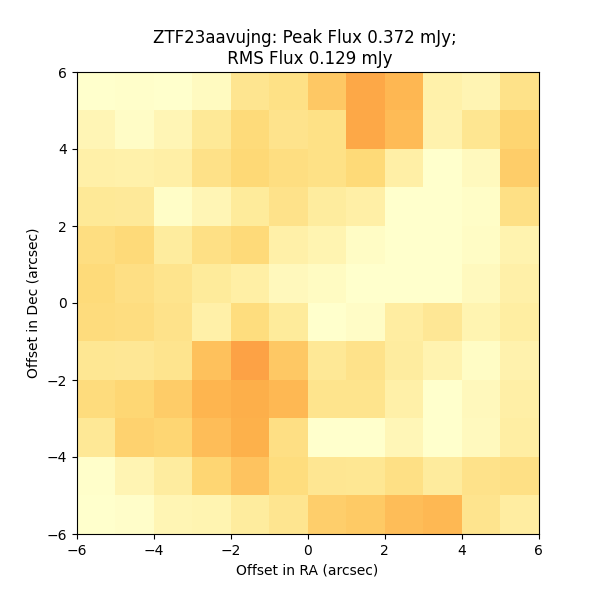 ZTF23aavujng: Peak Flux 0.372 mJy;
RMS Flux 0.129 mJy
6
4
2
0
−2
−4
−6
Offset in Dec (arcsec)
−6 −4 −2 0 2 4 6
Offset in RA (arcsec)